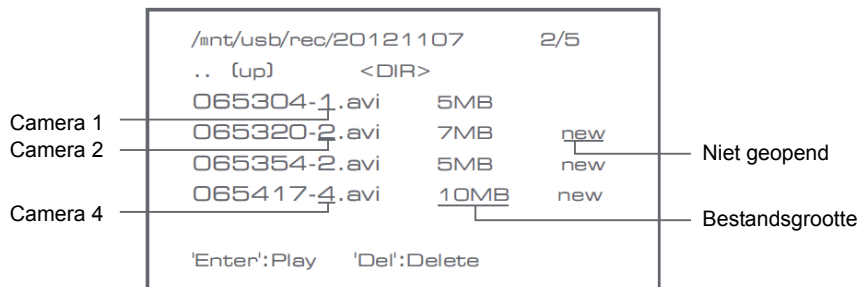 /mnt/usb/rec/20121107 2/5
.. (up) <DIR>
065304-1.avi 5MB
065320-2.avi 7MB new
065354-2.avi 5MB new
065417-4.avi 10MB new
'Enter':Play 'Del':Delete
Camera 1
Camera 2
Camera 4
Niet geopend
Bestandsgrootte